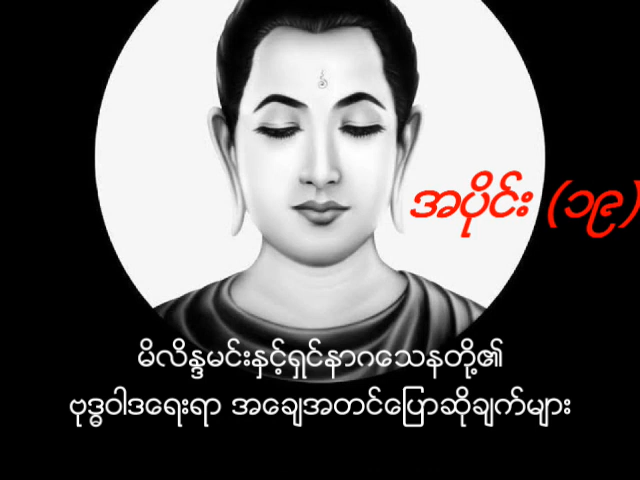 အပိုင်း (၁၉)
မိလိန္ဒမင်းနှင့်ရှင်နာဂသေနတို့၏
ဗုဒ္ဓဝါဒရေးရာ အချေအတင်ပြောဆိုချက်များ